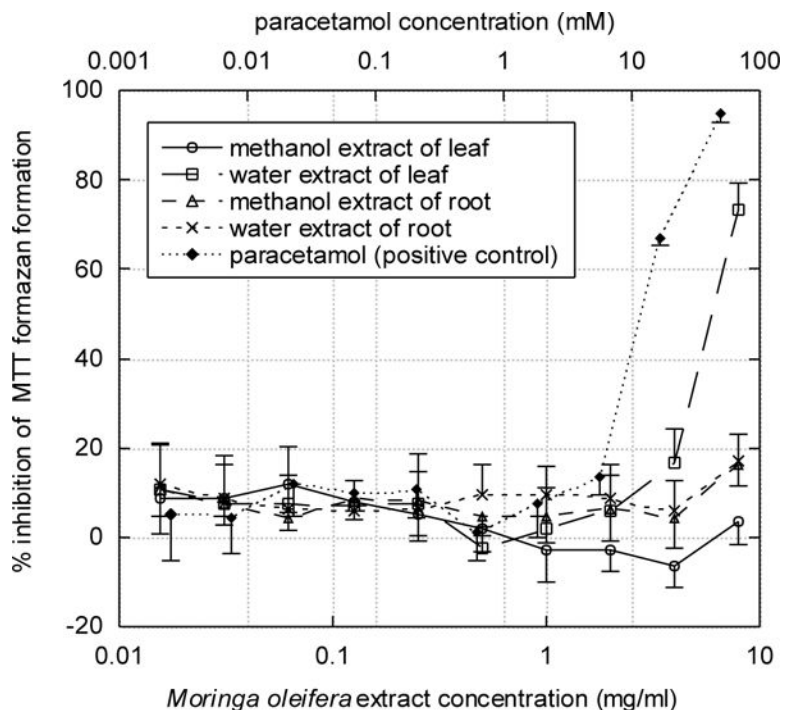 paracetamol concentration (mM)
0.001 0.01 0.1 1 10 100
100
80
60
40
20
0
-20
% inhibition of MTT formazan formation
methanol extract of leaf
water extract of leaf
methanol extract of root
water extract of root
paracetamol (positive control)
0.01 0.1 1 10
Moringa oleifera extract concentration (mg/ml)